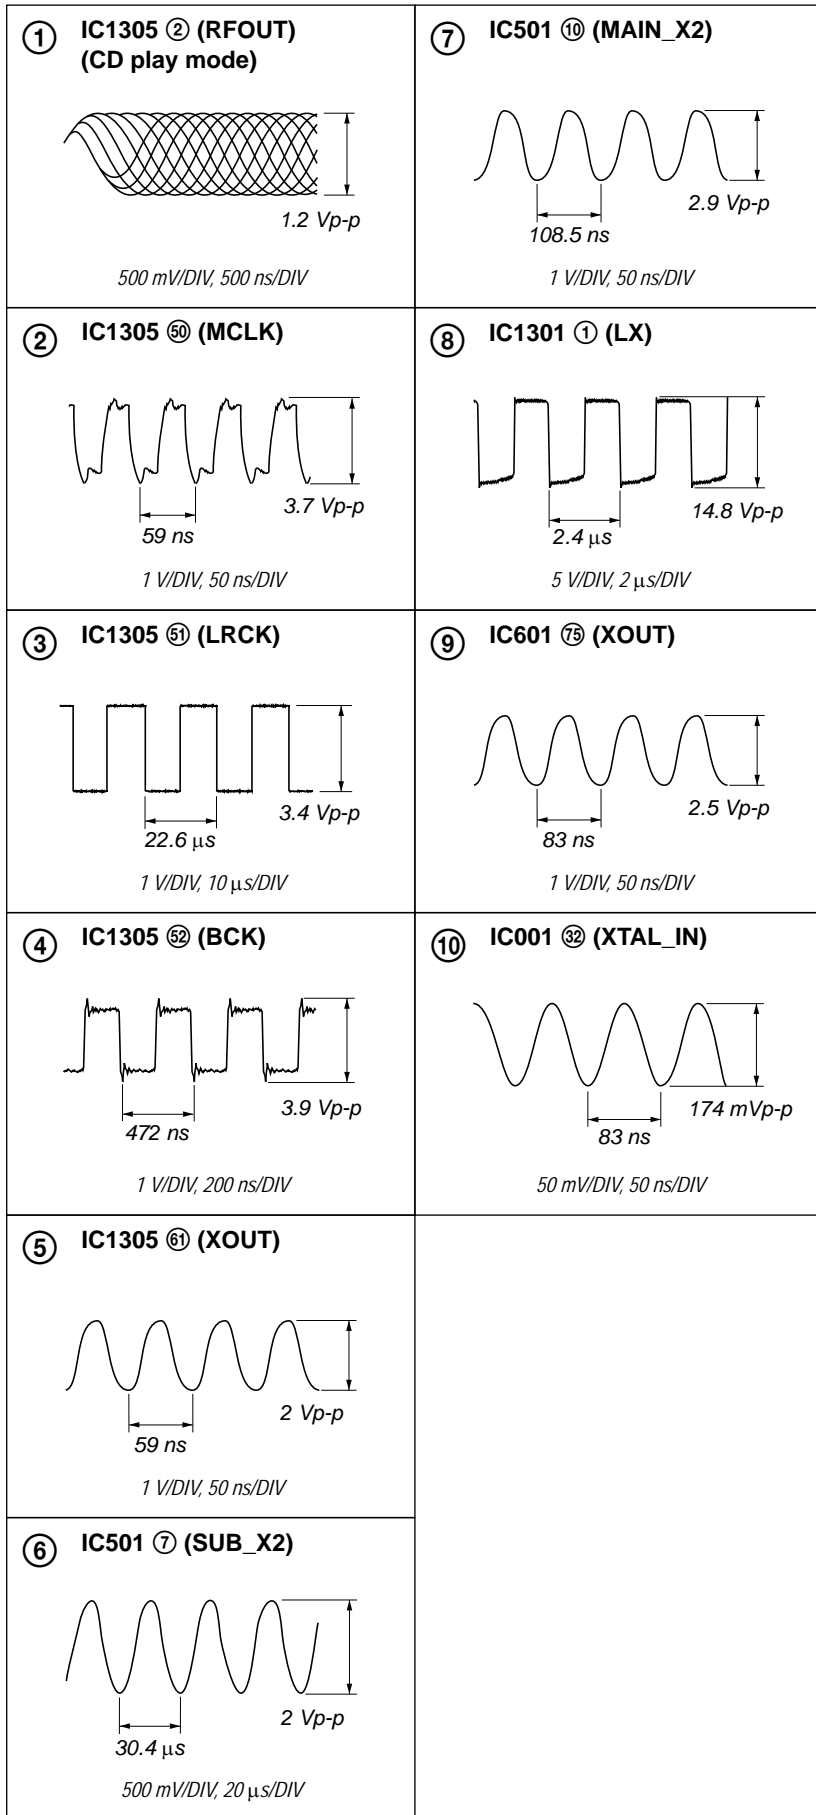 ① IC1305 ② (RFOUT)
(CD play mode)
1.2 Vp-p
500 mV/DIV, 500 ns/DIV
② IC1305 ㊿ (MCLK)
3.7 Vp-p
59 ns
1 V/DIV, 50 ns/DIV
③ IC1305 51 (LRCK)
3.4 Vp-p
22.6 µs
1 V/DIV, 10 µs/DIV
④ IC1305 52 (BCK)
3.9 Vp-p
472 ns
1 V/DIV, 200 ns/DIV
⑤ IC1305 61 (XOUT)
2 Vp-p
59 ns
1 V/DIV, 50 ns/DIV
⑥ IC501 ⑦ (SUB_X2)
2 Vp-p
30.4 µs
500 mV/DIV, 20 µs/DIV
⑦ IC501 ⑩ (MAIN_X2)
2.9 Vp-p
108.5 ns
1 V/DIV, 50 ns/DIV
⑧ IC1301 ① (LX)
14.8 Vp-p
2.4 µs
5 V/DIV, 2 µs/DIV
⑨ IC601 75 (XOUT)
2.5 Vp-p
83 ns
1 V/DIV, 50 ns/DIV
⑩ IC001 ㉜ (XTAL_IN)
174 mVp-p
83 ns
50 mV/DIV, 50 ns/DIV